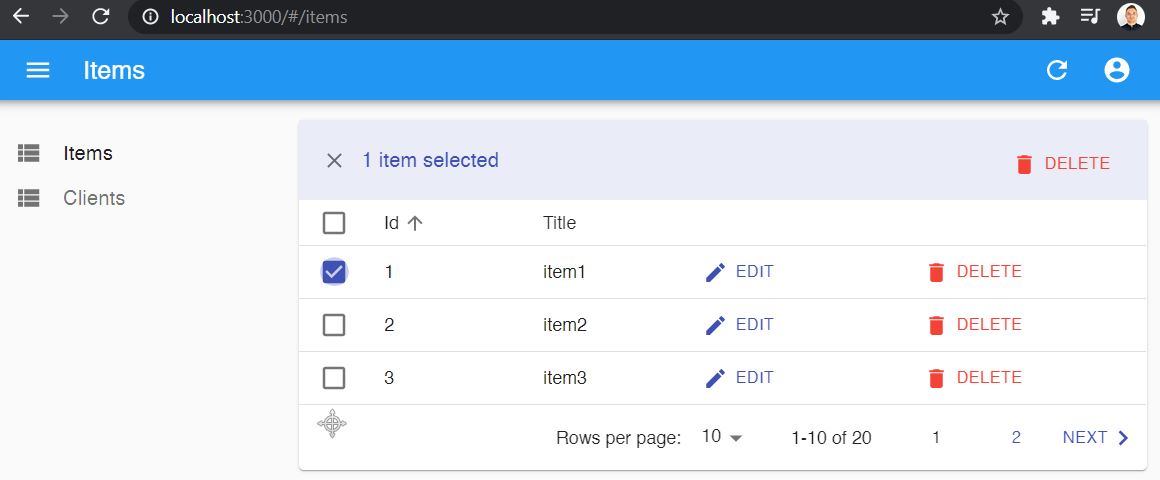 localhost:3000/#/items
Items
Items
Clients
1 item selected
DELETE
Id Title
1 item1 EDIT DELETE
2 item2 EDIT DELETE
3 item3 EDIT DELETE
Rows per page: 10 1-10 of 20 1 2 NEXT